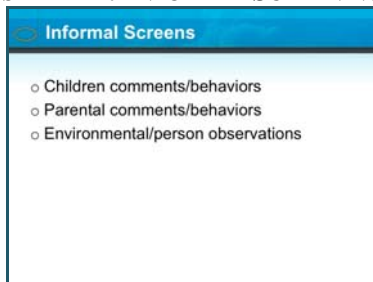 Informal Screens
○ Children comments/behaviors
○ Parental comments/behaviors
○ Environmental/person observations